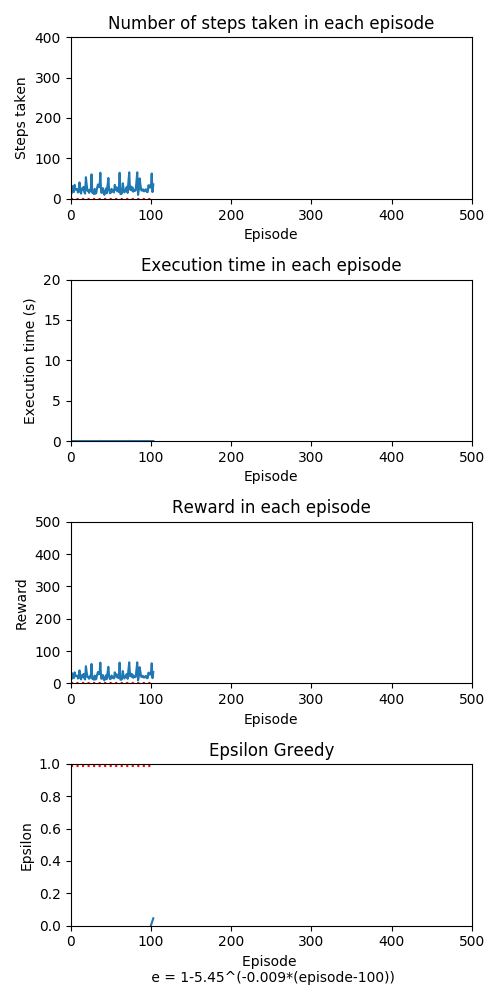 Number of steps taken in each episode
400
300
200
100
0
Steps taken
0 100 200 300 400 500
Episode
Execution time in each episode
20
15
10
5
0
Execution time (s)
0 100 200 300 400 500
Episode
Reward in each episode
500
400
300
200
100
0
Reward
0 100 200 300 400 500
Episode
Epsilon Greedy
1.0
0.8
0.6
0.4
0.2
0.0
Epsilon
0 100 200 300 400 500
Episode
e = 1-5.45^(-0.009*(episode-100))